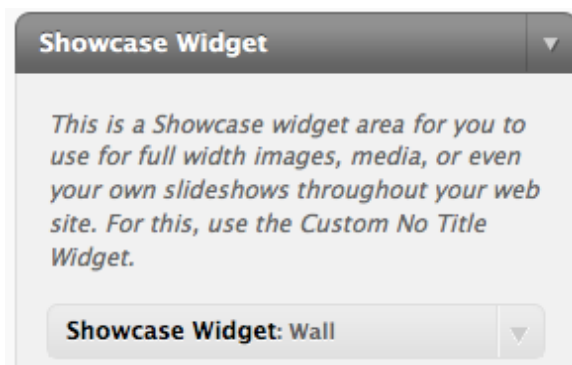 Showcase Widget
This is a Showcase widget area for you to
use for full width images, media, or even
your own slideshows throughout your web
site. For this, use the Custom No Title
Widget.
Showcase Widget: Wall